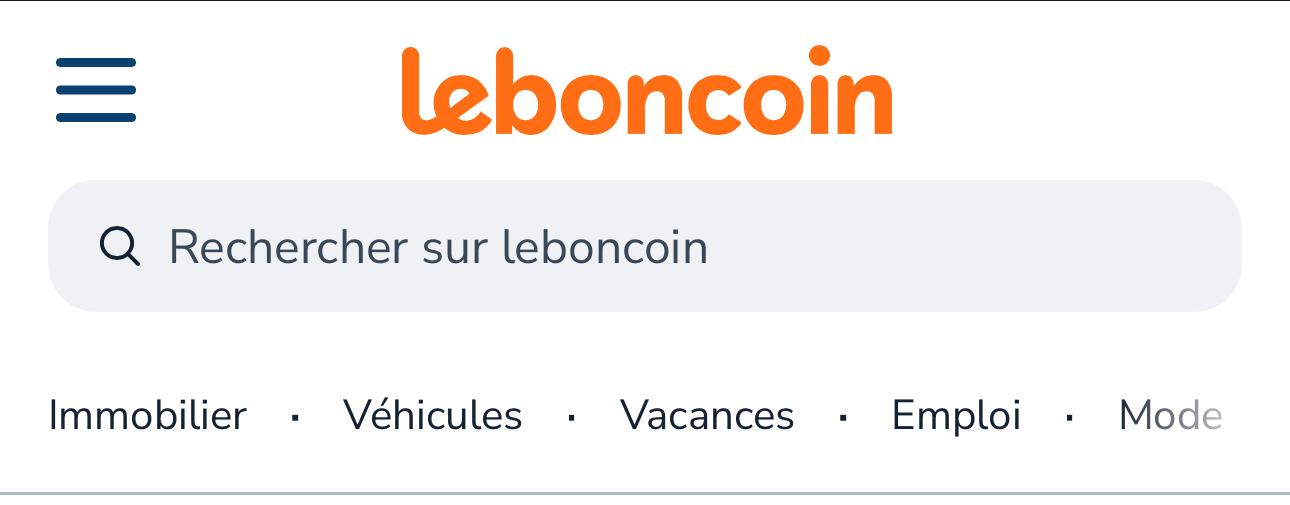 leboncoin
Rechercher sur leboncoin
Immobilier · Véhicules · Vacances · Emploi · Mode